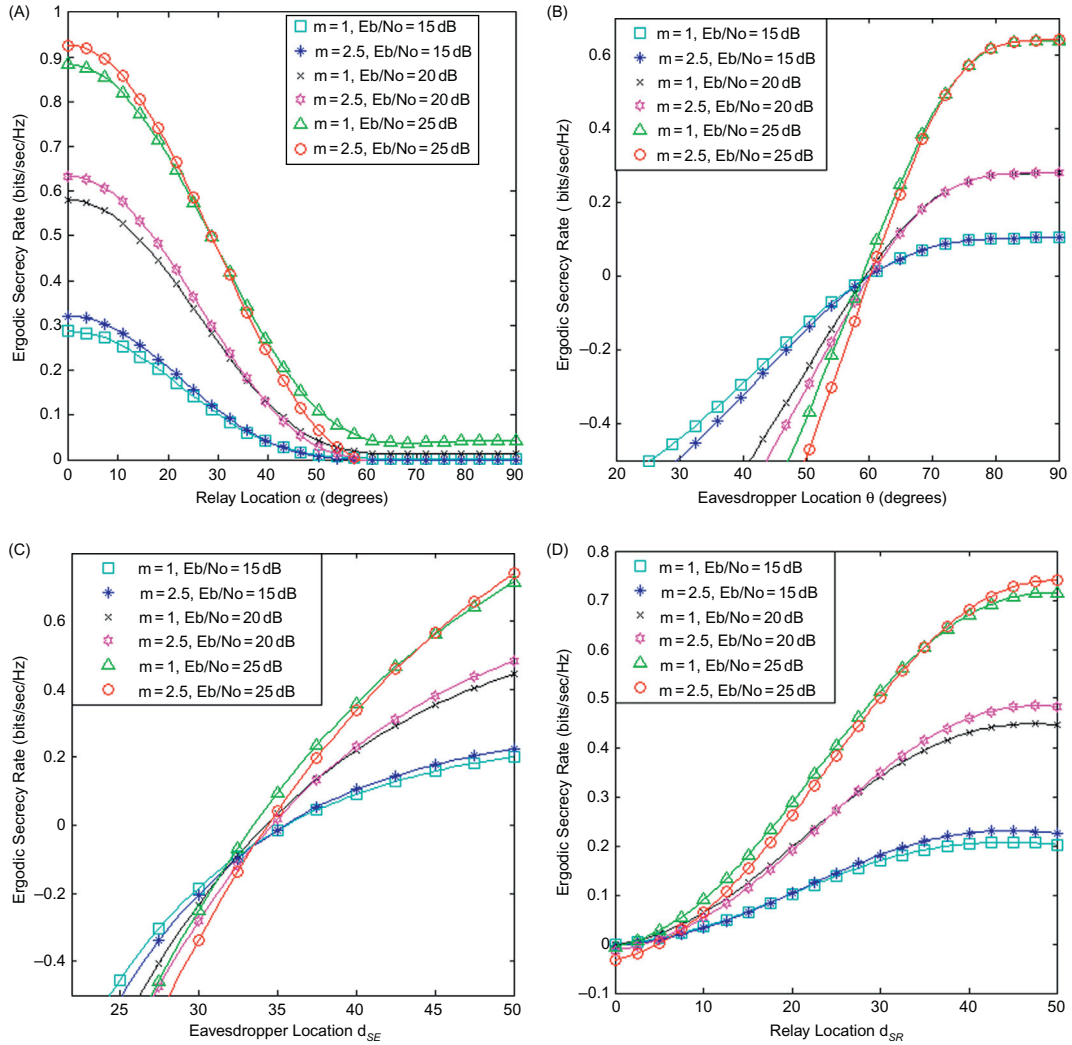 (A)
m = 1, Eb/No = 15 dB
m = 2.5, Eb/No = 15 dB
m = 1, Eb/No = 20 dB
m = 2.5, Eb/No = 20 dB
m = 1, Eb/No = 25 dB
m = 2.5, Eb/No = 25 dB
1
0.9
0.8
0.7
0.6
0.5
0.4
0.3
0.2
0.1
0
Ergodic Secrecy Rate (bits/sec/Hz)
0 10 20 30 40 50 60 70 80 90
Relay Location α (degrees)
(B)
m = 1, Eb/No = 15 dB
m = 2.5, Eb/No = 15 dB
m = 1, Eb/No = 20 dB
m = 2.5, Eb/No = 20 dB
m = 1, Eb/No = 25 dB
m = 2.5, Eb/No = 25 dB
0.6
0.4
0.2
0
−0.2
−0.4
Ergodic Secrecy Rate ( bits/sec/Hz)
20 30 40 50 60 70 80 90
Eavesdropper Location θ (degrees)
(C)
m = 1, Eb/No = 15 dB
m = 2.5, Eb/No = 15 dB
m = 1, Eb/No = 20 dB
m = 2.5, Eb/No = 20 dB
m = 1, Eb/No = 25 dB
m = 2.5, Eb/No = 25 dB
0.6
0.4
0.2
0
−0.2
−0.4
Ergodic Secrecy Rate (bits/sec/Hz)
25 30 35 40 45 50
Eavesdropper Location dSE
(D)
m = 1, Eb/No = 15 dB
m = 2.5, Eb/No = 15 dB
m = 1, Eb/No = 20 dB
m = 2.5, Eb/No = 20 dB
m = 1, Eb/No = 25 dB
m = 2.5, Eb/No = 25 dB
0.8
0.7
0.6
0.5
0.4
0.3
0.2
0.1
0
−0.1
Ergodic Secrecy Rate (bits/sec/Hz)
0 10 20 30 40 50
Relay Location dSR